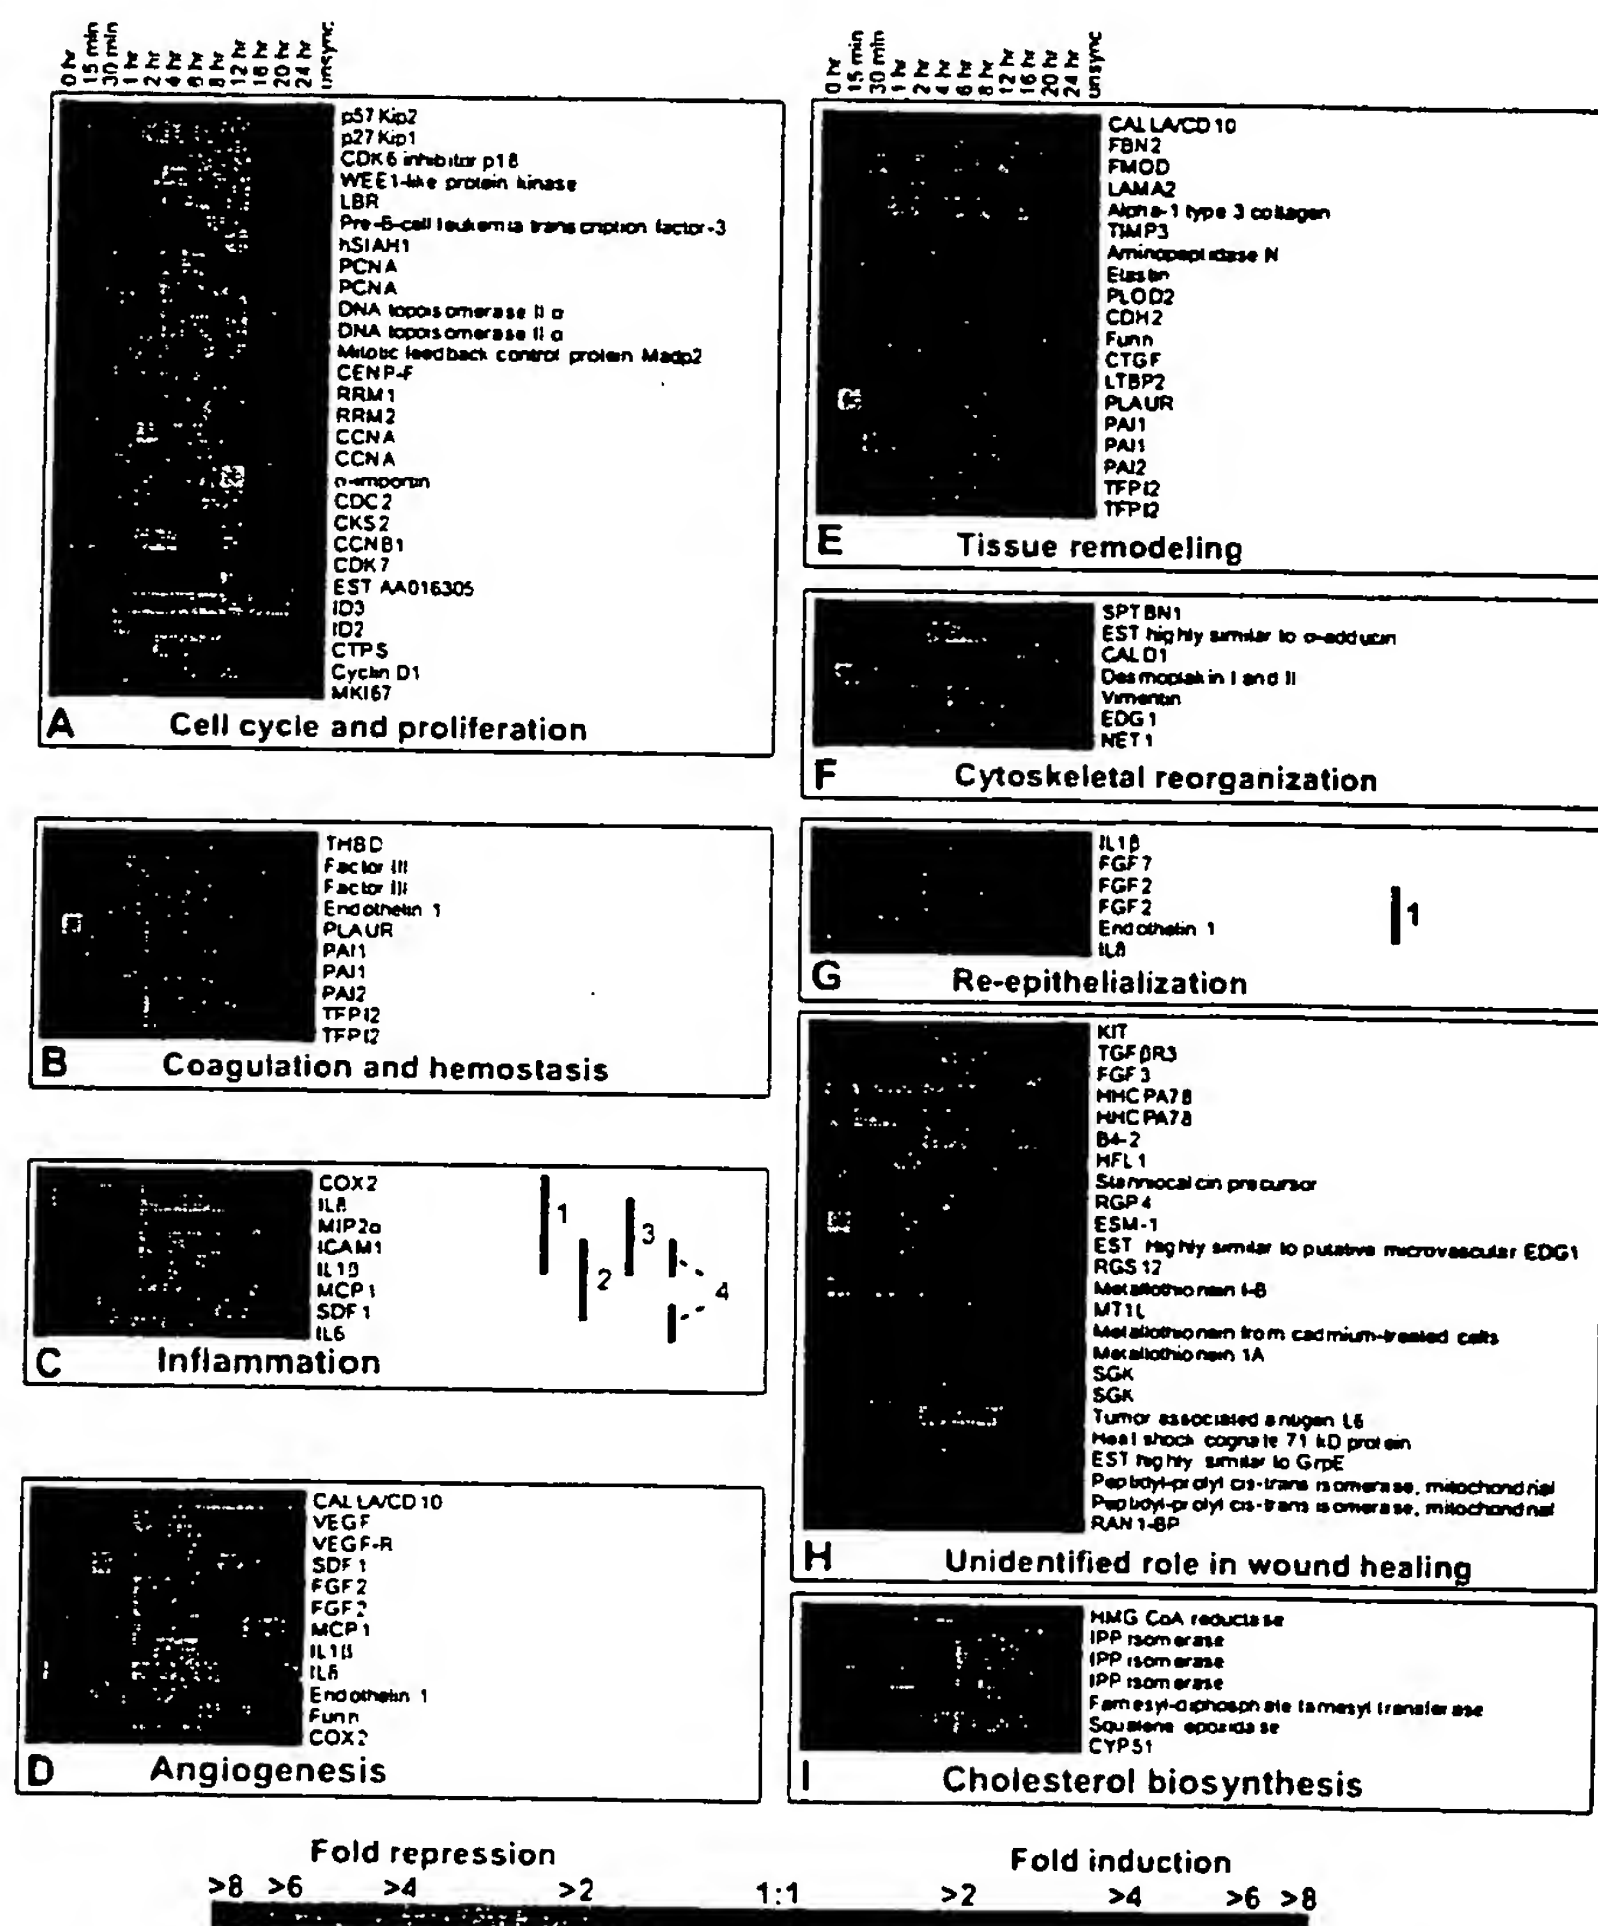 0 hr
15 min
30 min
1 hr
2 hr
4 hr
6 hr
8 hr
12 hr
16 hr
20 hr
24 hr
unsync.
p57 Kip2
p27 Kip1
CDK6 inhibitor p18
WEE1-like protein kinase
LBR
Pre-B-cell leukemia transcription factor-3
hSIAH1
PCNA
PCNA
DNA topoisomerase II α
DNA topoisomerase II α
Mitotic feedback control protein Madp2
CENP-F
RRM1
RRM2
CCNA
CCNA
α-importin
CDC2
CKS2
CCNB1
CDK7
EST AA016305
ID3
ID2
CTPS
Cyclin D1
MKI67
A Cell cycle and proliferation
THBD
Factor III
Factor III
Endothelin 1
PLAUR
PAI1
PAI1
PAI2
TFPI2
TFPI2
B Coagulation and hemostasis
COX2
IL8
MIP2α
ICAM1
IL1β
MCP1
SDF1
IL6
1
2
3
4
C Inflammation
CALLA/CD10
VEGF
VEGF-R
SDF1
FGF2
FGF2
MCP1
IL1β
IL8
Endothelin 1
Furin
COX2
D Angiogenesis
0 hr
15 min
30 min
1 hr
2 hr
4 hr
6 hr
8 hr
12 hr
16 hr
20 hr
24 hr
unsync
CALLA/CD10
FBN2
FMOD
LAMA2
Alpha-1 type 3 collagen
TIMP3
Aminopeptidase N
Elastin
PLOD2
CDH2
Furin
CTGF
LTBP2
PLAUR
PAI1
PAI1
PAI2
TFPI2
TFPI2
E Tissue remodeling
SPTBN1
EST highly similar to α-adducin
CALD1
Desmoplakin I and II
Vimentin
EDG1
NET1
F Cytoskeletal reorganization
IL1β
FGF7
FGF2
FGF2
Endothelin 1
IL8
1
G Re-epithelialization
KIT
TGFβR3
FGF3
HHCPA78
HHCPA78
B4-2
HFL1
Stanniocalcin precursor
RGP4
ESM-1
EST highly similar to putative microvascular EDG1
RGS12
Metallothionein I-B
MT1L
Metallothionein from cadmium-treated cells
Metallothionein 1A
SGK
SGK
Tumor associated antigen L6
Heat shock cognate 71 kD protein
EST highly similar to GrpE
Peptidyl-prolyl cis-trans isomerase, mitochondrial
Peptidyl-prolyl cis-trans isomerase, mitochondrial
RAN1-BP
H Unidentified role in wound healing
HMG CoA reductase
IPP isomerase
IPP isomerase
IPP isomerase
Farnesyl-diphosphate farnesyl transferase
Squalene epoxidase
CYP51
I Cholesterol biosynthesis
Fold repression Fold induction
>8 >6 >4 >2 1:1 >2 >4 >6 >8